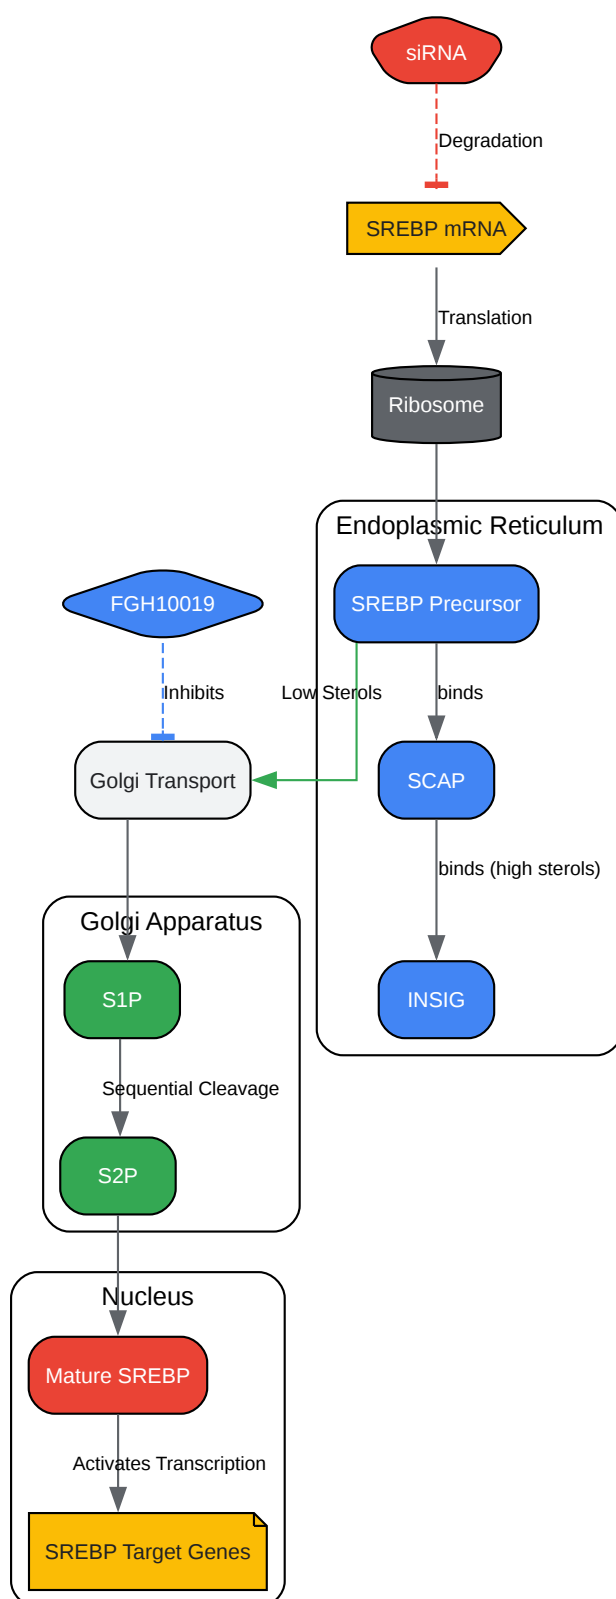 siRNA
Degradation
SREBP mRNA
Translation
Ribosome
Endoplasmic Reticulum
FGH10019
SREBP Precursor
Inhibits
Low Sterols
binds
Golgi Transport
SCAP
binds (high sterols)
Golgi Apparatus
S1P
INSIG
Sequential Cleavage
S2P
Nucleus
Mature SREBP
Activates Transcription
SREBP Target Genes